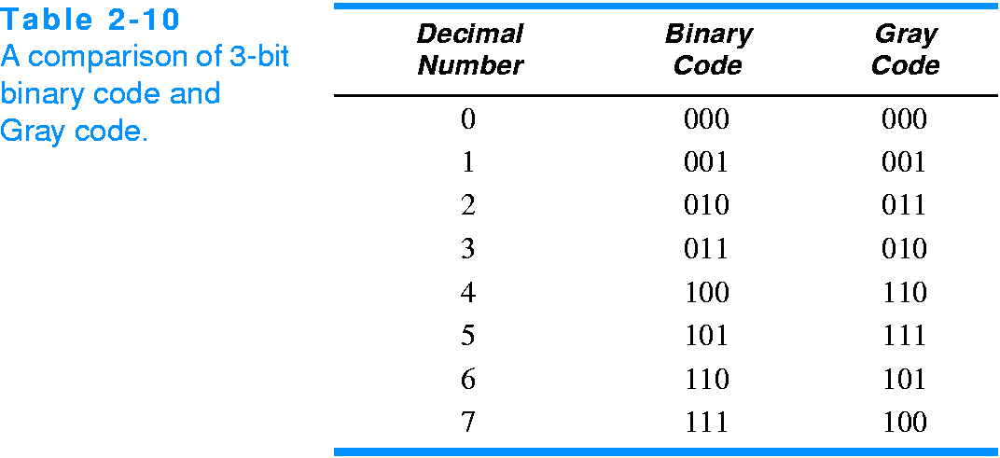 Table 2-10
A comparison of 3-bit
binary code and
Gray code.
Decimal Number Binary Code Gray Code
0 000 000
1 001 001
2 010 011
3 011 010
4 100 110
5 101 111
6 110 101
7 111 100